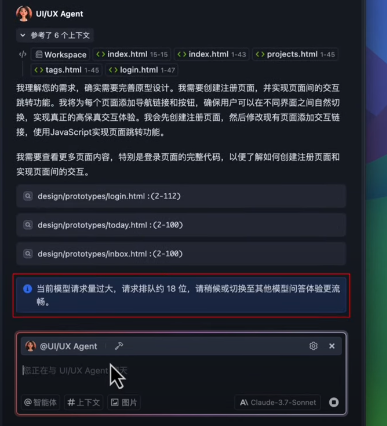 UI/UX Agent
参考了 6 个上下文
Workspace index.html 15-15 index.html 1-43 projects.html 1-45
tags.html 1-45 login.html 1-47
我理解您的需求，确实需要完善原型设计。我需要创建注册页面，并实现页面间的交互
跳转功能。我将为每个页面添加导航链接和按钮，确保用户可以在不同界面之间自然切
换，实现真正的高保真交互体验。我会先创建注册页面，然后修改现有页面添加交互链
接，使用JavaScript实现页面跳转功能。
我需要查看更多页面内容，特别是登录页面的完整代码，以便了解如何创建注册页面和
实现页面间的交互。
design/prototypes/login.html :(2-112)
design/prototypes/today.html :(2-100)
design/prototypes/inbox.html :(2-100)
当前模型请求量过大，请求排队约 18 位，请稍候或切换至其他模型问答体验更流
畅。
@UI/UX Agent
您正在与 UI/UX Agent 聊天
@智能体 #上下文 图片 A\ Claude-3.7-Sonnet